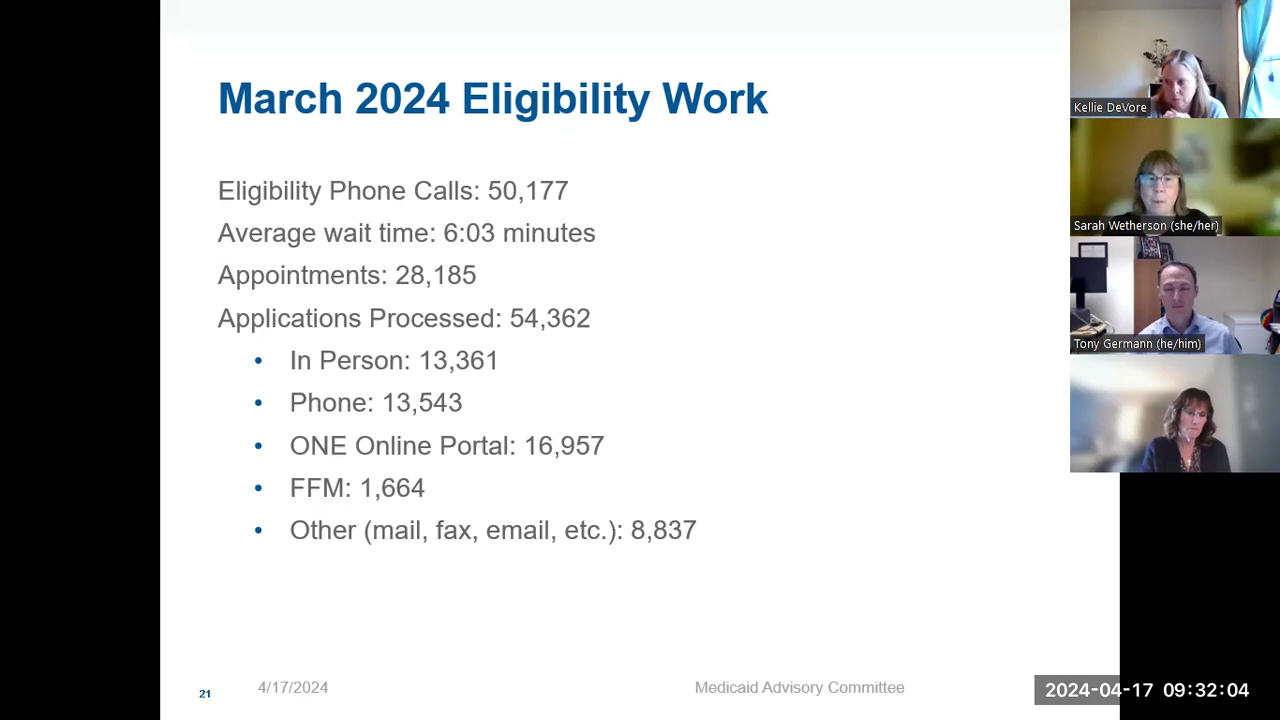 March 2024 Eligibility Work
Eligibility Phone Calls: 50,177
Average wait time: 6:03 minutes
Appointments: 28,185
Applications Processed: 54,362
• In Person: 13,361
• Phone: 13,543
• ONE Online Portal: 16,957
• FFM: 1,664
• Other (mail, fax, email, etc.): 8,837
21
4/17/2024
Medicaid Advisory Committee
Kellie DeVore
Sarah Wetherson (she/her)
Tony Germann (he/him)
2024-04-17 09:32:04